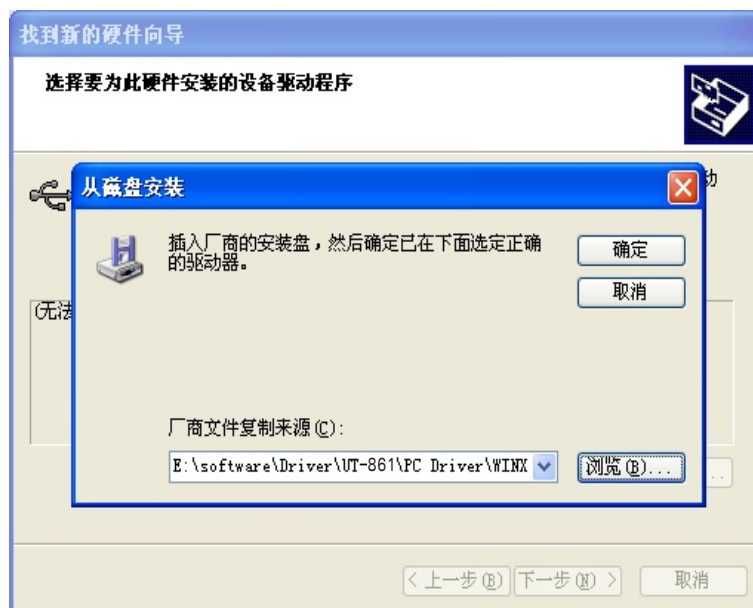 找到新的硬件向导
选择要为此硬件安装的设备驱动程序
动
从磁盘安装
插入厂商的安装盘，然后确定已在下面选定正确
的驱动器。
确定
取消
(无法
厂商文件复制来源(C):
E:\software\Driver\UT-861\PC Driver\WINX
浏览(B)...
..
< 上一步(B)
下一步(N) >
取消